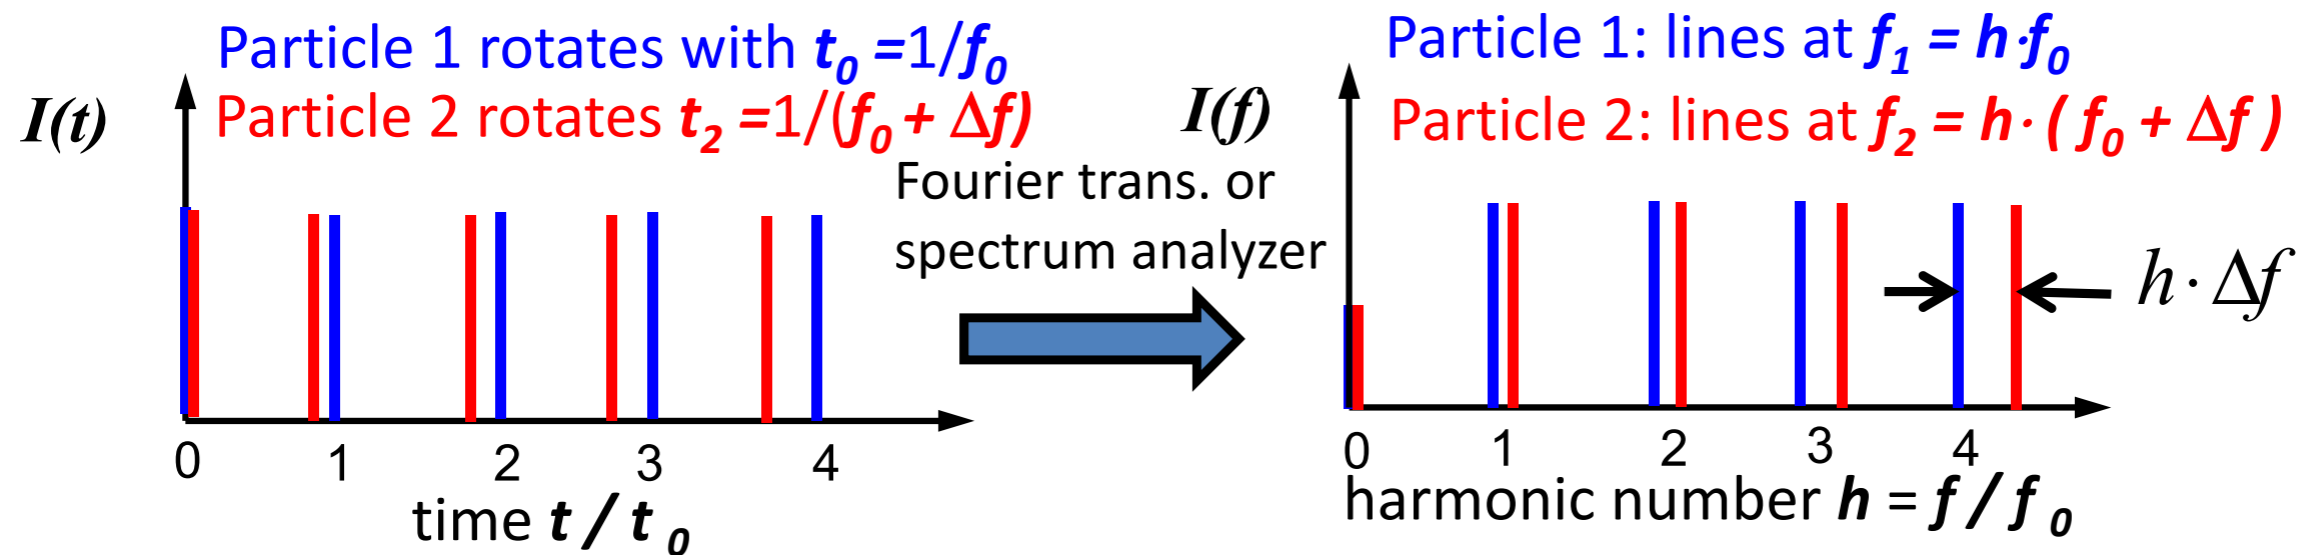 Particle 1 rotates with t₀ =1/f₀
Particle 2 rotates t₂ =1/(f₀ + Δf)
I(t)
0 1 2 3 4
time t / t ₀
Fourier trans. or
spectrum analyzer
Particle 1: lines at f₁ = h·f₀
Particle 2: lines at f₂ = h· ( f₀ + Δf )
I(f)
h · Δf
0 1 2 3 4
harmonic number h = f / f ₀